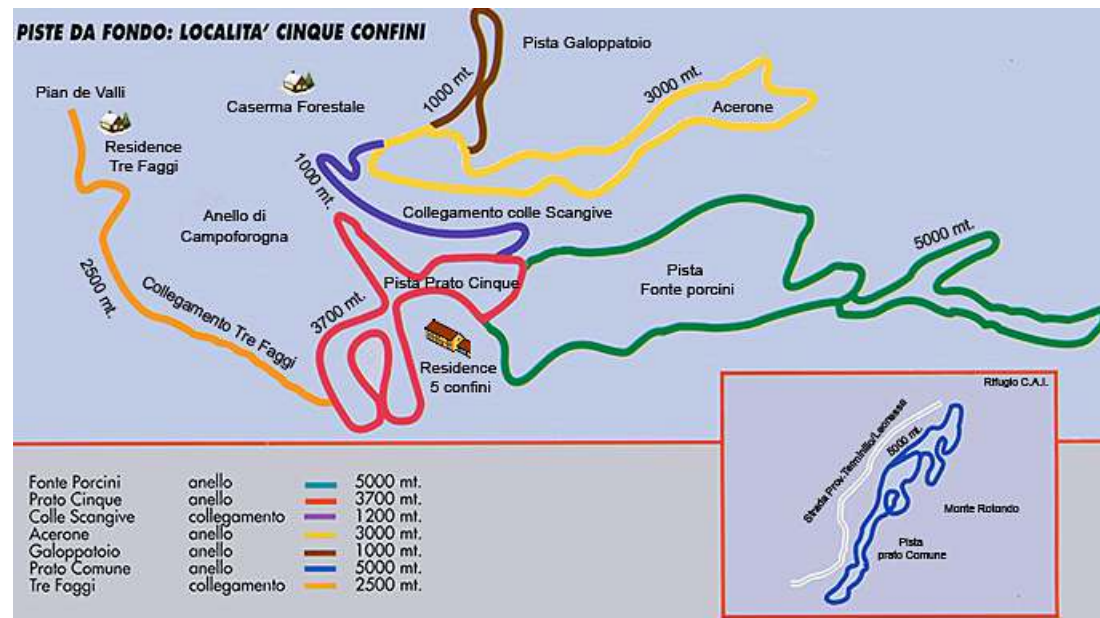 PISTE DA FONDO: LOCALITA' CINQUE CONFINI
Pista Galoppatoio
Pian de Valli
Caserma Forestale
1000 mt.
3000 mt.
Acerone
Residence
Tre Faggi
1000 mt.
Anello di
Campoforogna
Collegamento colle Scangive
5000 mt.
Pista
Fonte porcini
Pista Prato Cinque
2500 mt.
Collegamento Tre Faggi
3700 mt.
Residence
5 confini
Rifugio C.A.I.
Strada Prov.Terminillo/Leonessa
5000 mt.
Monte Rotondo
Pista
prato Comune
Fonte Porcini anello 5000 mt.
Prato Cinque anello 3700 mt.
Colle Scangive collegamento 1200 mt.
Acerone anello 3000 mt.
Galoppatoio anello 1000 mt.
Prato Comune anello 5000 mt.
Tre Faggi collegamento 2500 mt.